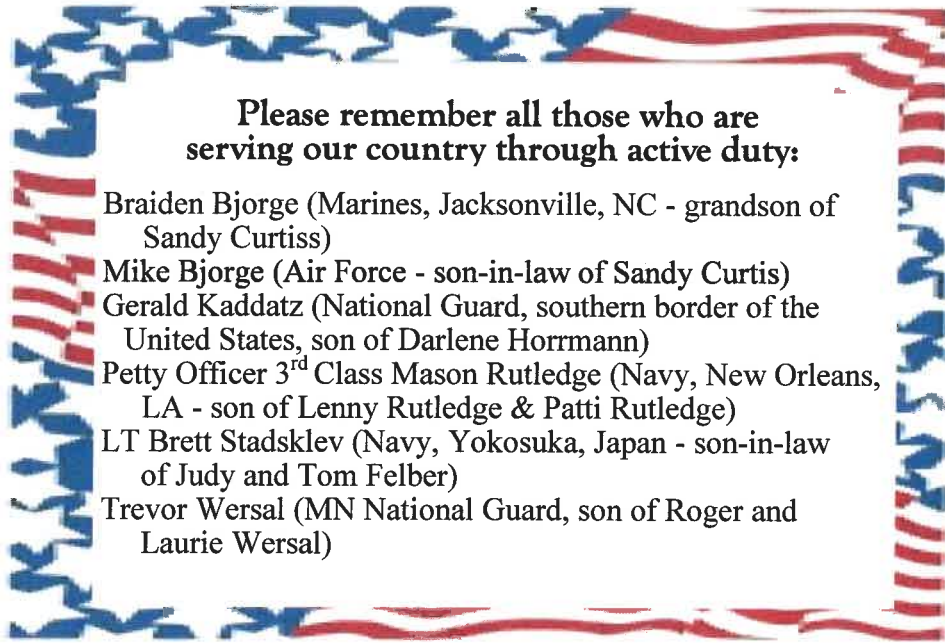 Please remember all those who are
serving our country through active duty:
Braiden Bjorge (Marines, Jacksonville, NC - grandson of
Sandy Curtiss)
Mike Bjorge (Air Force - son-in-law of Sandy Curtis)
Gerald Kaddatz (National Guard, southern border of the
United States, son of Darlene Horrmann)
Petty Officer 3rd Class Mason Rutledge (Navy, New Orleans,
LA - son of Lenny Rutledge & Patti Rutledge)
LT Brett Stadsklev (Navy, Yokosuka, Japan - son-in-law
of Judy and Tom Felber)
Trevor Wersal (MN National Guard, son of Roger and
Laurie Wersal)